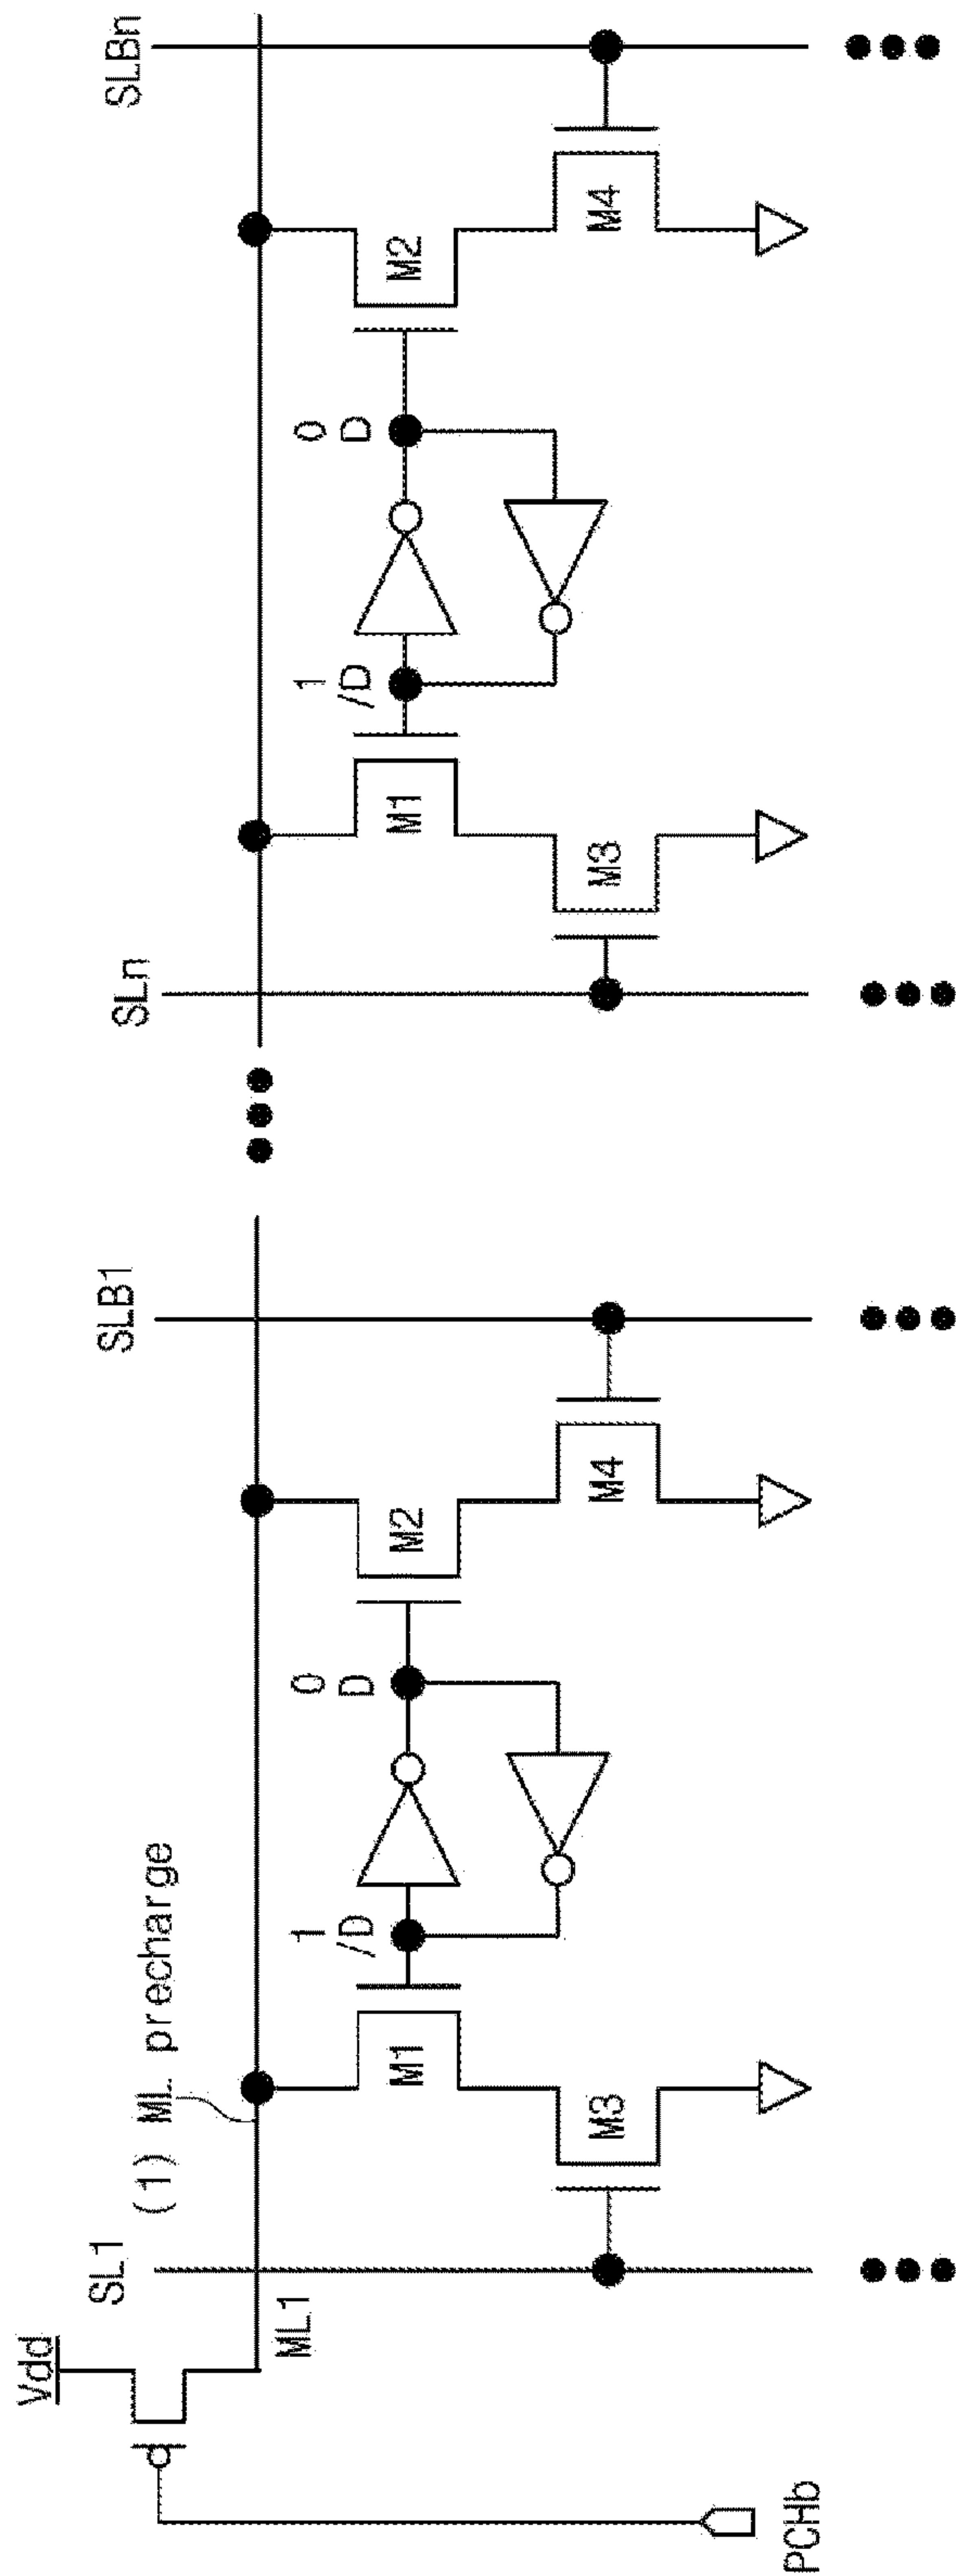 Vdd
PCHb
ML1
SL1
(1) ML precharge
SLB1
SLn
SLBn
1
/D
0
D
M1
M2
M3
M4
1
/D
0
D
M1
M2
M3
M4